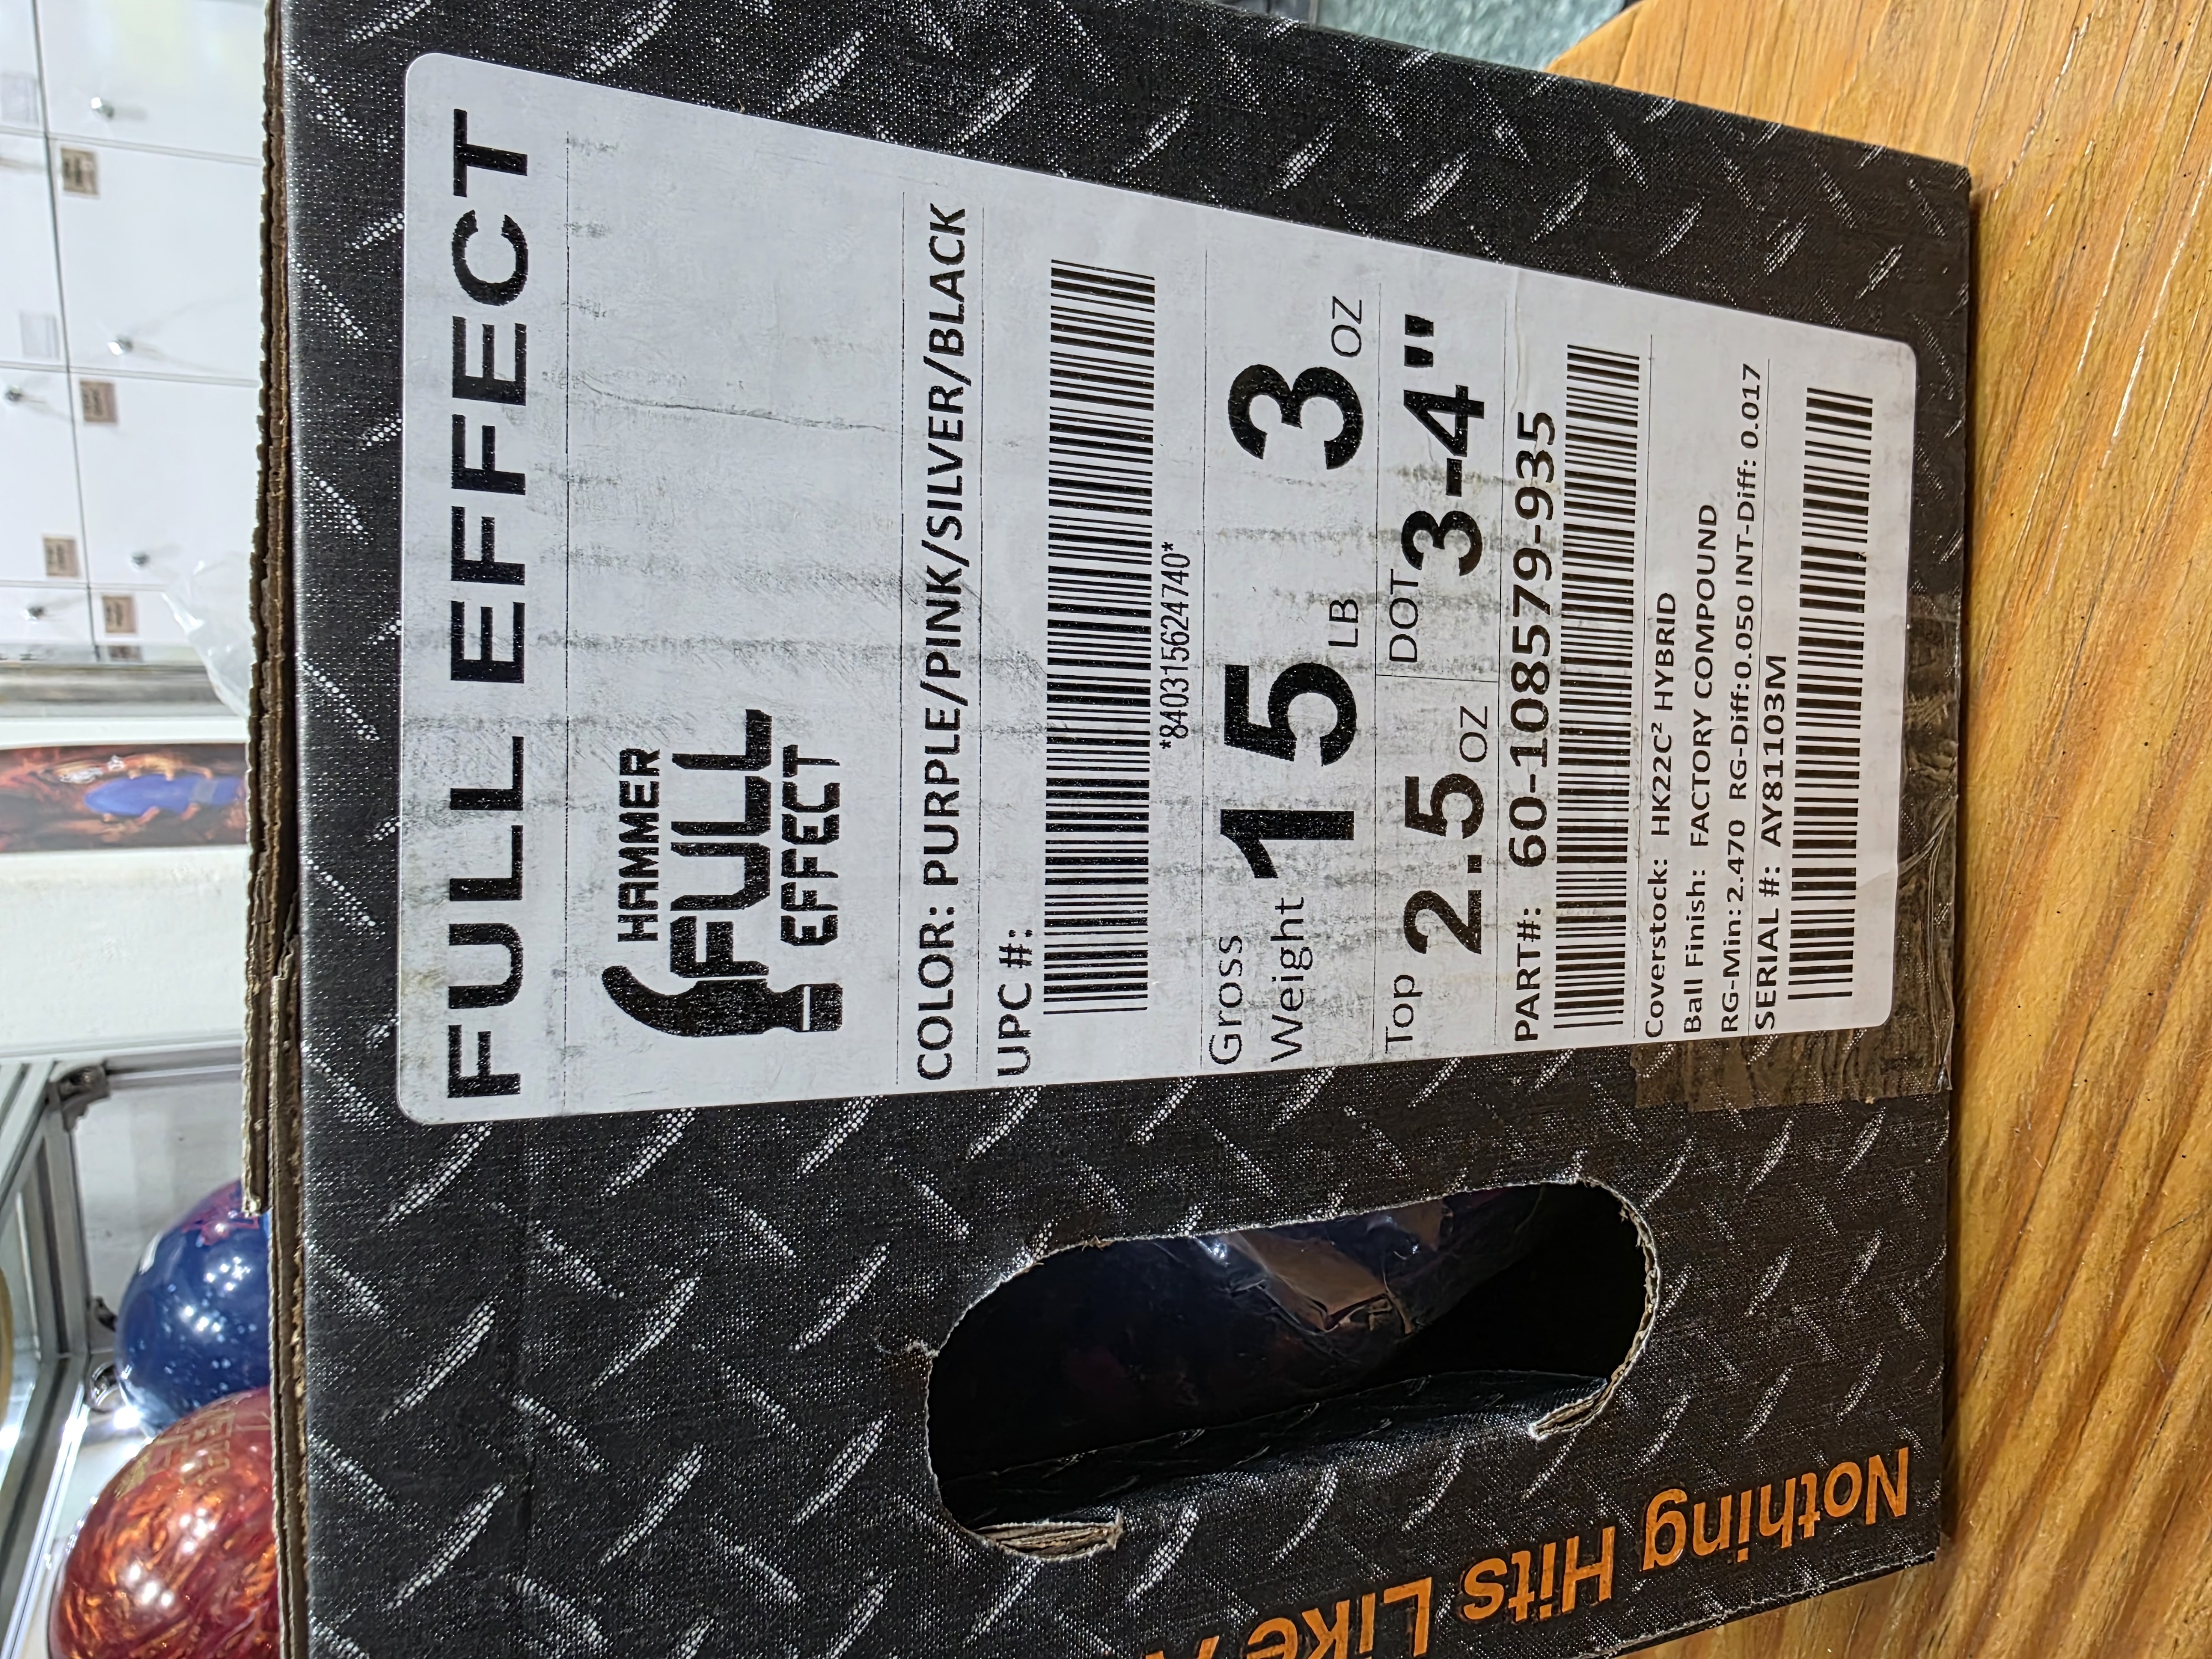 FULL EFFECT
HAMMER
FULL
EFFECT
COLOR: PURPLE/PINK/SILVER/BLACK
UPC #:
*840315624740*
Gross Weight 15 LB 3 OZ
Top 2.5 OZ DOT 3-4"
PART#: 60-108579-935
Coverstock: HK22C² HYBRID
Ball Finish: FACTORY COMPOUND
RG-Min: 2.470 RG-Diff:0.050 INT-Diff: 0.017
SERIAL #: AY81103M
Nothing Hits Like A